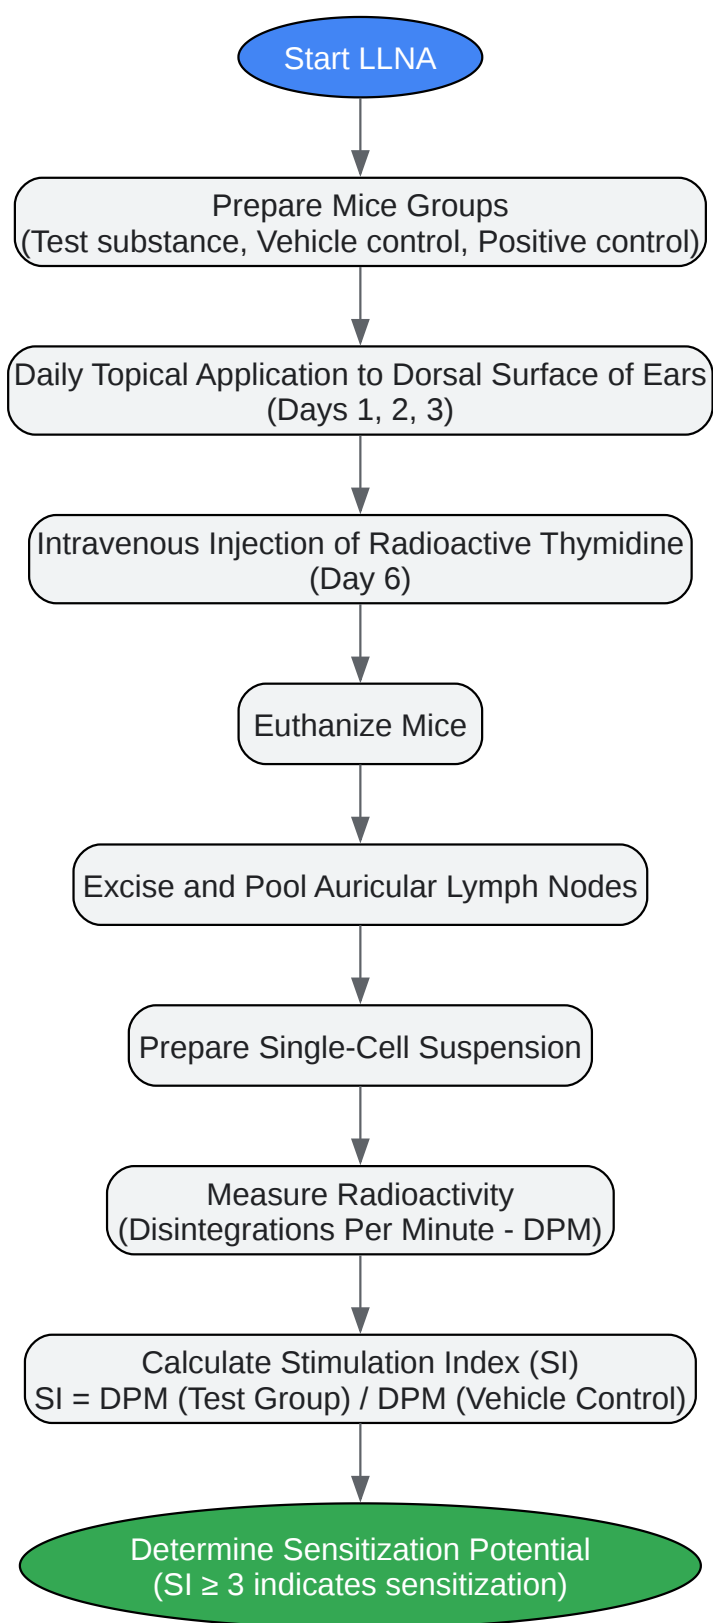 Start LLNA
Prepare Mice Groups
(Test substance, Vehicle control, Positive control)
Daily Topical Application to Dorsal Surface of Ears
(Days 1, 2, 3)
Intravenous Injection of Radioactive Thymidine
(Day 6)
Euthanize Mice
Excise and Pool Auricular Lymph Nodes
Prepare Single-Cell Suspension
Measure Radioactivity
(Disintegrations Per Minute - DPM)
Calculate Stimulation Index (SI)
SI = DPM (Test Group) / DPM (Vehicle Control)
Determine Sensitization Potential
(SI ≥ 3 indicates sensitization)